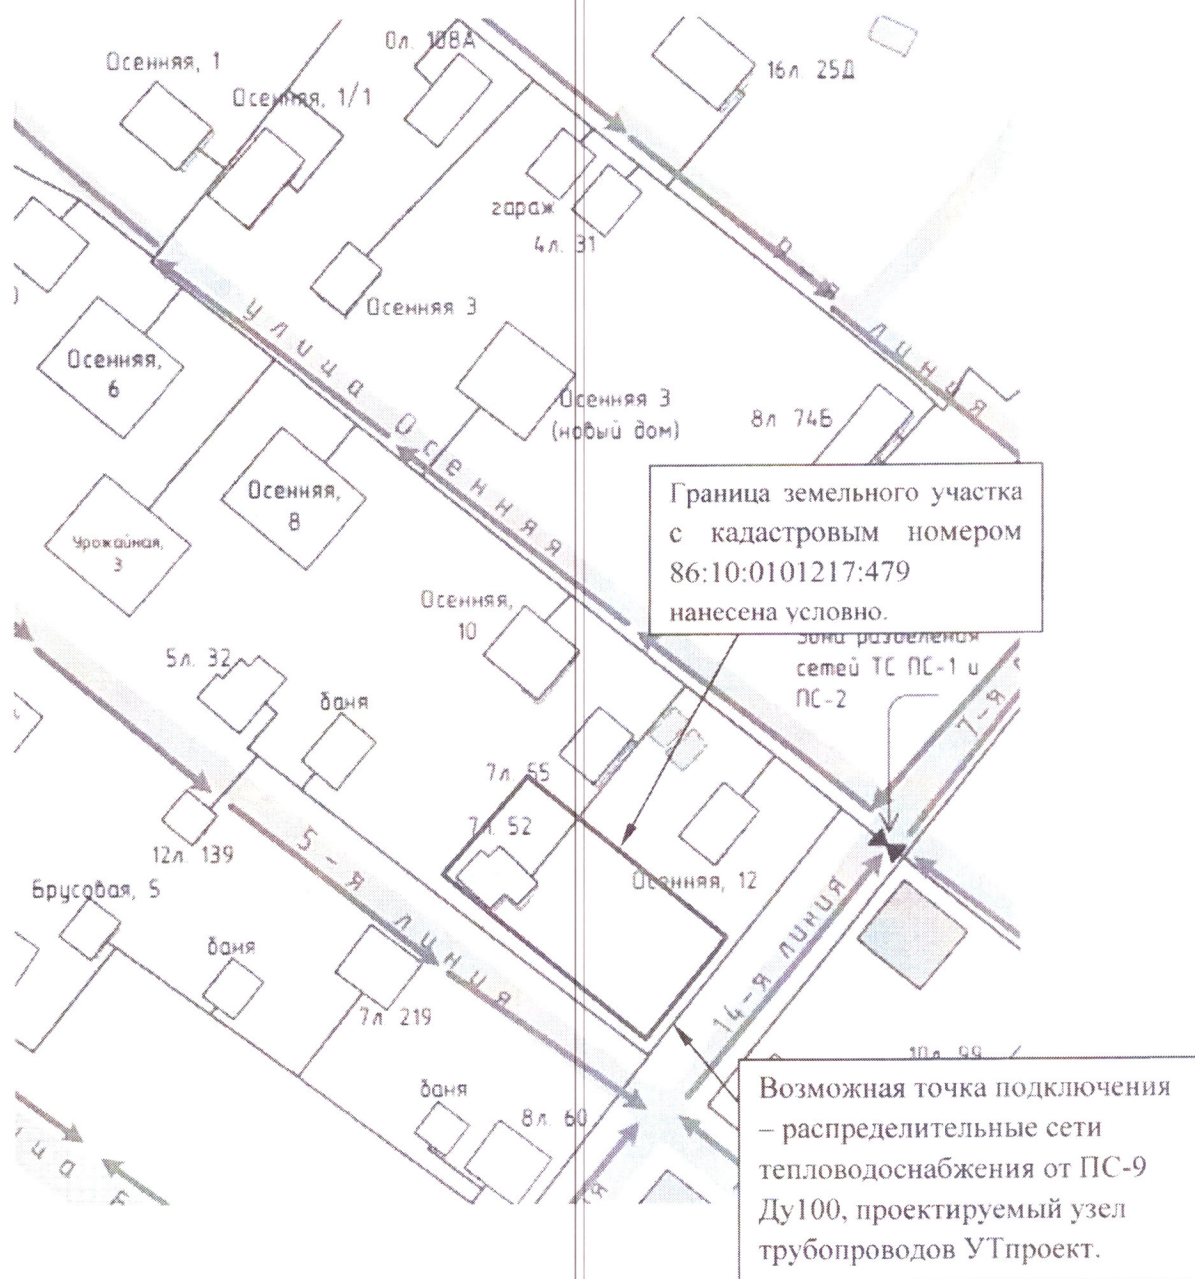 Осенняя, 1
0л. 108А
16л. 25Д
Осенняя, 1/1
гараж
4л. 31
Осенняя 3
улица Осенняя
линия
Осенняя,
6
Осенняя 3
(новый дом)
8л 74Б
Осенняя,
8
Урожайная,
3
Граница земельного участка
с кадастровым номером
86:10:0101217:479
нанесена условно.
Осенняя,
10
Зона разделения
сетей ТС ПС-1 и
ПС-2
5л. 32
баня
7-я
7л. 55
7л. 52
12л. 139
5-я линия
Осенняя, 12
14-я линия
Брусовая, 5
баня
7л 219
10л 99
баня
8л. 60
Возможная точка подключения
– распределительные сети
тепловодоснабжения от ПС-9
Ду100, проектируемый узел
трубопроводов УТпроект.